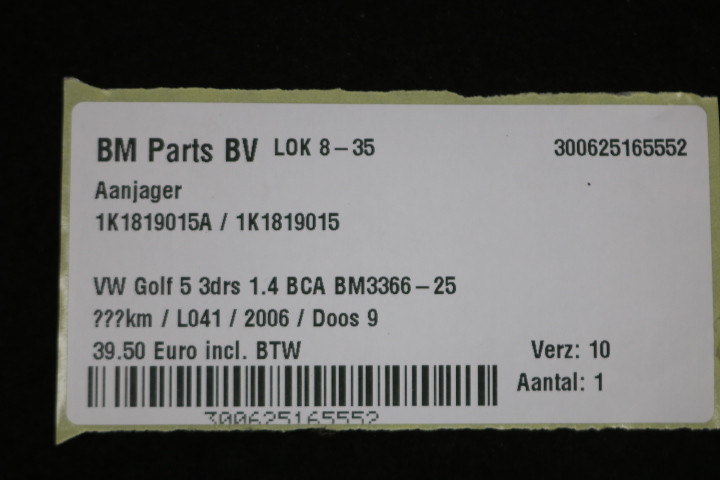 BM Parts BV LOK 8-35 300625165552
Aanjager
1K1819015A / 1K1819015
VW Golf 5 3drs 1.4 BCA BM3366-25
???km / L041 / 2006 / Doos 9
39.50 Euro incl. BTW Verz: 10
Aantal: 1
300625165552